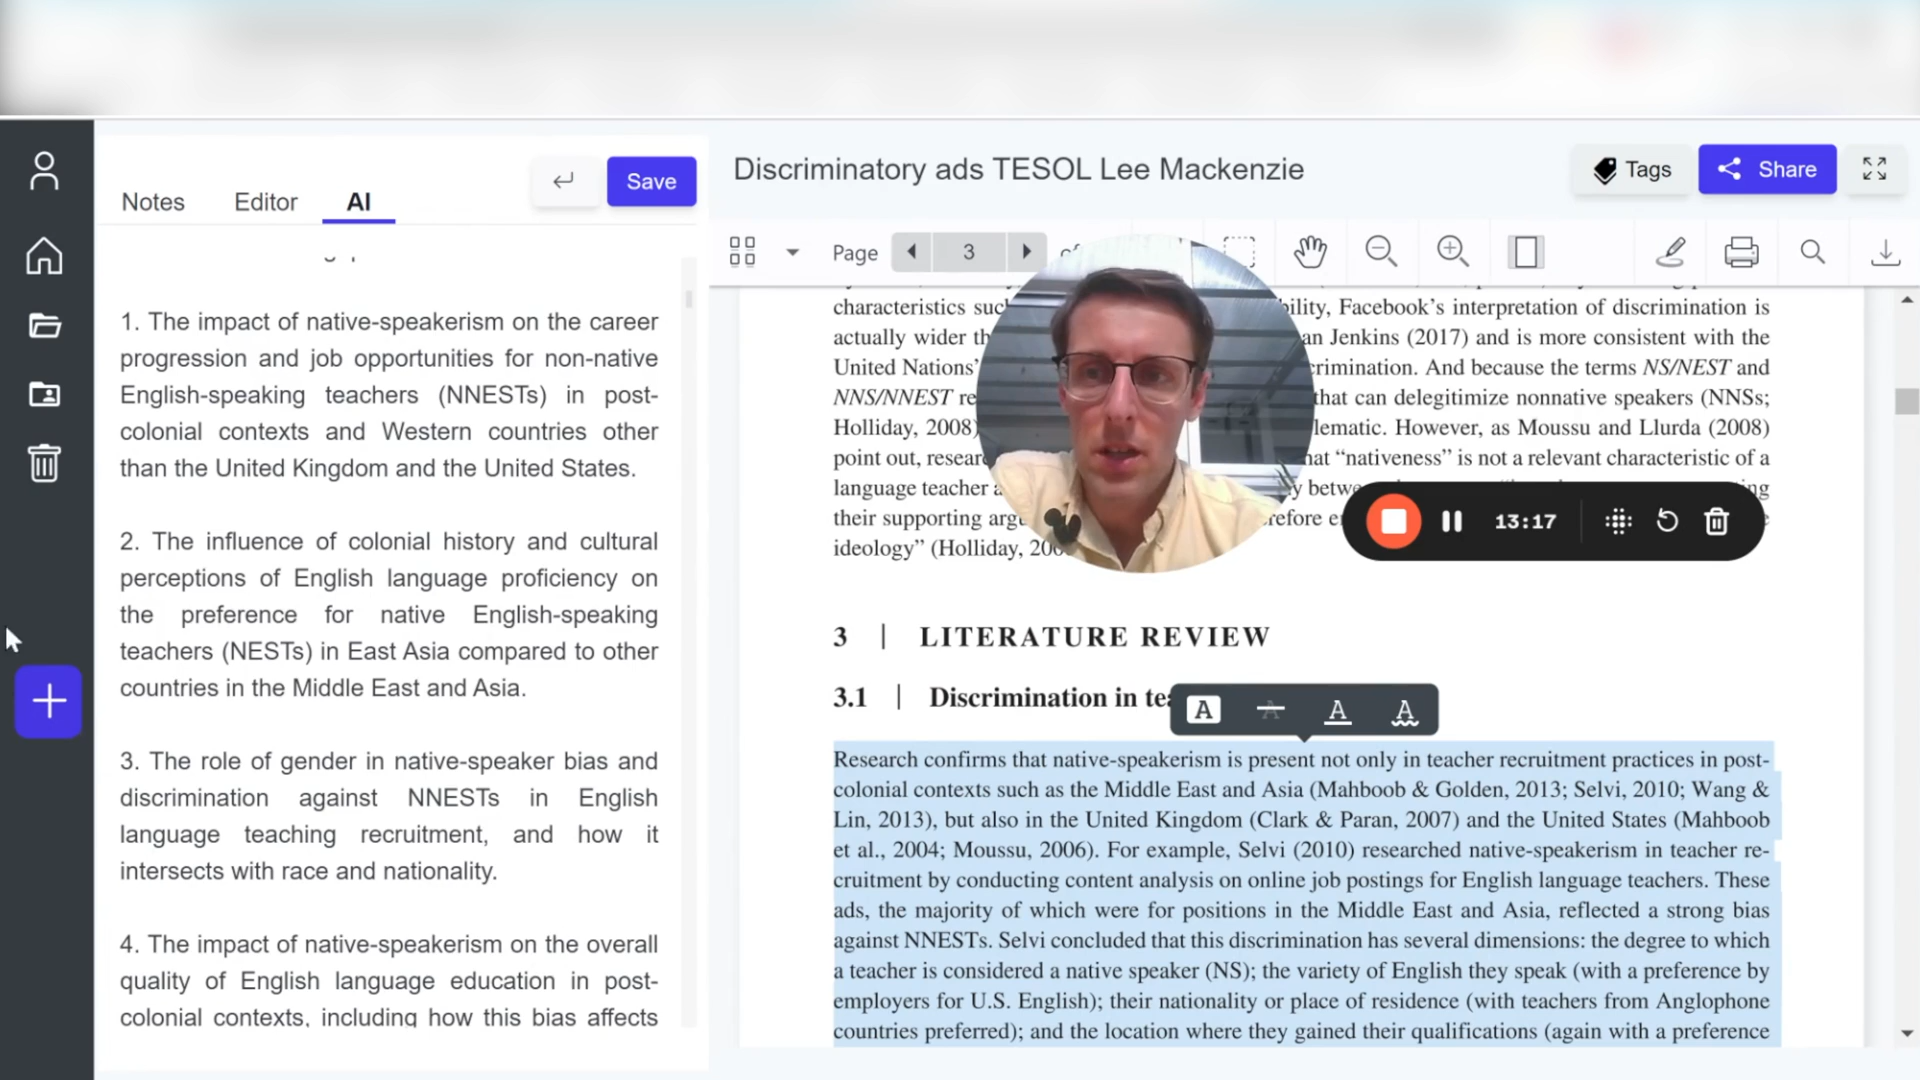 Notes Editor AI Save
1. The impact of native-speakerism on the career
progression and job opportunities for non-native
English-speaking teachers (NNESTs) in post-
colonial contexts and Western countries other
than the United Kingdom and the United States.
2. The influence of colonial history and cultural
perceptions of English language proficiency on
the preference for native English-speaking
teachers (NESTs) in East Asia compared to other
countries in the Middle East and Asia.
3. The role of gender in native-speaker bias and
discrimination against NNESTs in English
language teaching recruitment, and how it
intersects with race and nationality.
4. The impact of native-speakerism on the overall
quality of English language education in post-
colonial contexts, including how this bias affects
Discriminatory ads TESOL Lee Mackenzie
Tags Share
Page 3
characteristics Facebook's interpretation of discrimination is
actually wider Jenkins (2017) and is more consistent with the
United Nations' And because the terms NS/NEST and
NNS/NNEST that can delegitimize nonnative speakers (NNSs;
Holliday, 2008) However, as Moussu and Llurda (2008)
point out, "nativeness" is not a relevant characteristic of a
language teacher
their supporting
ideology" (Holliday,
13:17
3 | LITERATURE REVIEW
3.1 | Discrimination in
A A A A
Research confirms that native-speakerism is present not only in teacher recruitment practices in post-
colonial contexts such as the Middle East and Asia (Mahboob & Golden, 2013; Selvi, 2010; Wang &
Lin, 2013), but also in the United Kingdom (Clark & Paran, 2007) and the United States (Mahboob
et al., 2004; Moussu, 2006). For example, Selvi (2010) researched native-speakerism in teacher re-
cruitment by conducting content analysis on online job postings for English language teachers. These
ads, the majority of which were for positions in the Middle East and Asia, reflected a strong bias
against NNESTs. Selvi concluded that this discrimination has several dimensions: the degree to which
a teacher is considered a native speaker (NS); the variety of English they speak (with a preference by
employers for U.S. English); their nationality or place of residence (with teachers from Anglophone
countries preferred); and the location where they gained their qualifications (again with a preference